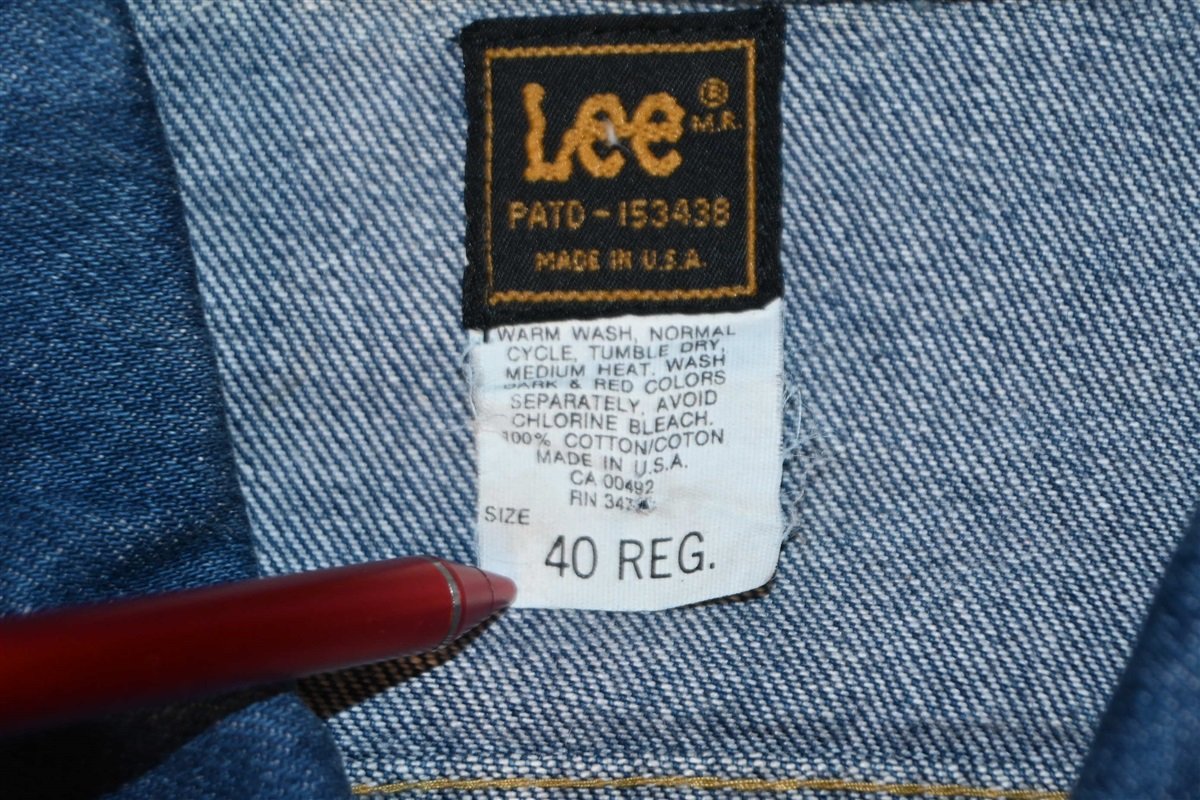 Lee ®
M.R.
PATD-153438
MADE IN U.S.A.
WARM WASH, NORMAL
CYCLE, TUMBLE DRY,
MEDIUM HEAT. WASH
DARK & RED COLORS
SEPARATELY, AVOID
CHLORINE BLEACH.
100% COTTON/COTON
MADE IN U.S.A.
CA 00492
RN
SIZE
40 REG.